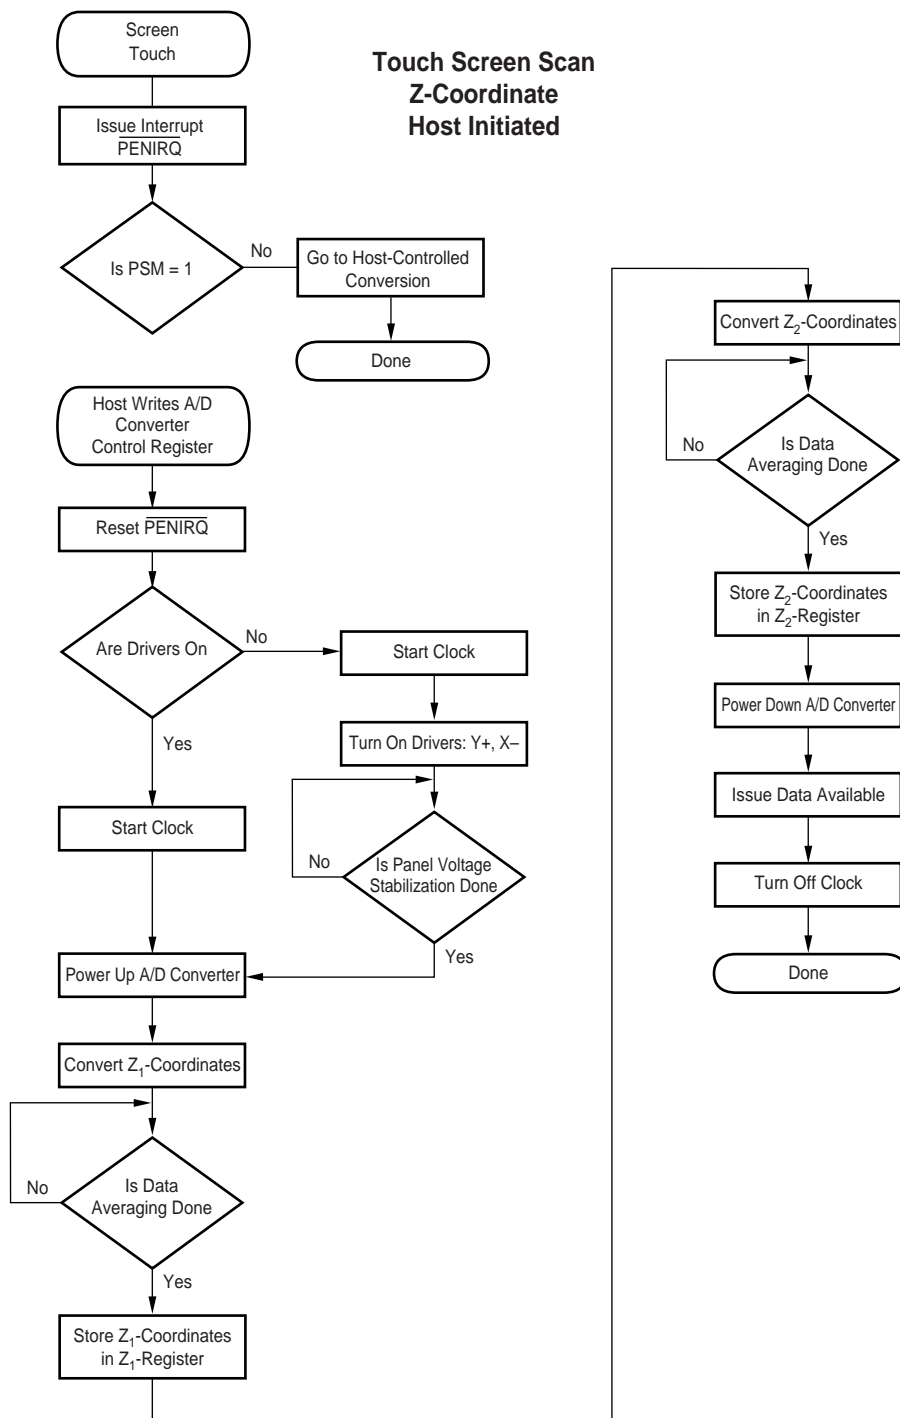 Screen
Touch
Touch Screen Scan
Z-Coordinate
Host Initiated
Issue Interrupt
PENIRQ
Is PSM = 1
No
Go to Host-Controlled
Conversion
Done
Host Writes A/D
Converter
Control Register
Reset PENIRQ
Are Drivers On
No
Start Clock
Turn On Drivers: Y+, X–
Yes
Start Clock
No
Is Panel Voltage
Stabilization Done
Yes
Power Up A/D Converter
Convert Z1-Coordinates
No
Is Data
Averaging Done
Yes
Store Z1-Coordinates
in Z1-Register
Convert Z2-Coordinates
No
Is Data
Averaging Done
Yes
Store Z2-Coordinates
in Z2-Register
Power Down A/D Converter
Issue Data Available
Turn Off Clock
Done